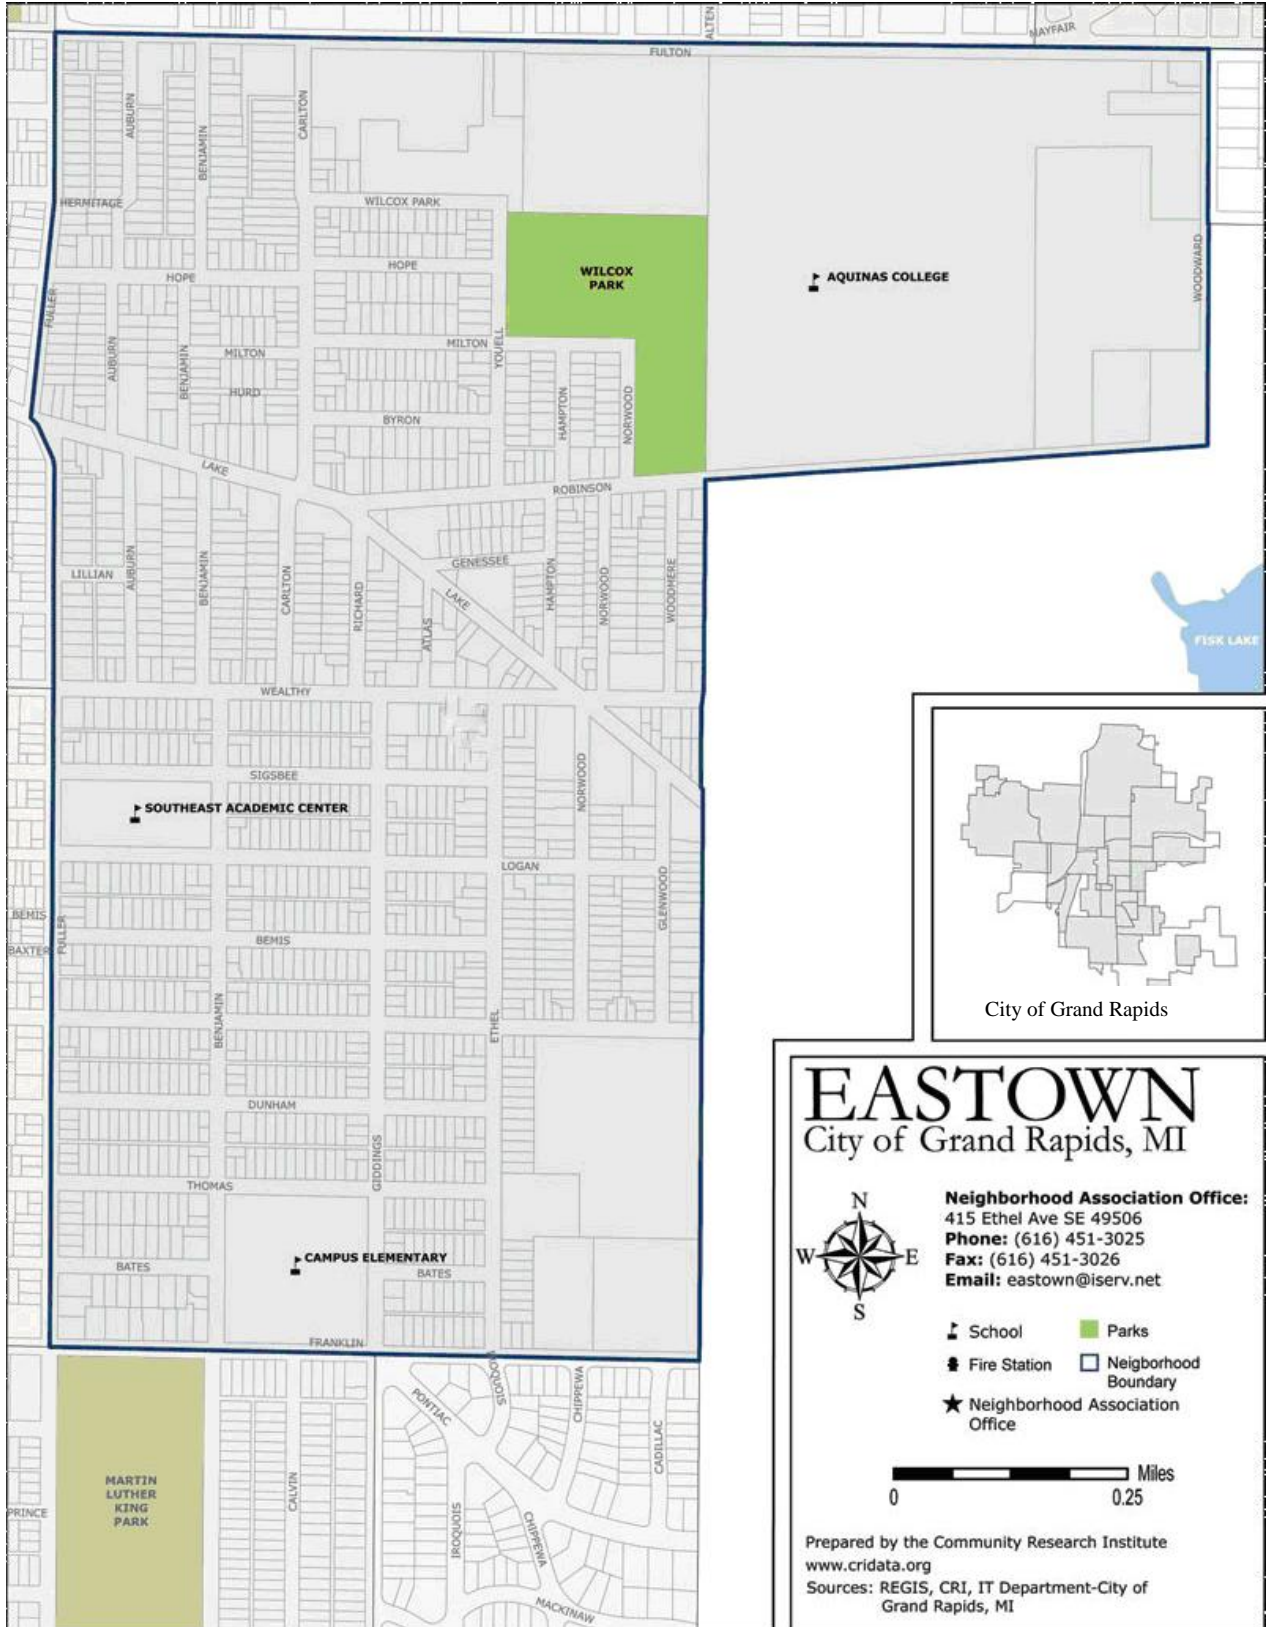 ALTEN
MAYFAIR
FULTON
AUBURN
BENJAMIN
CARLTON
HERMITAGE
WILCOX PARK
HOPE
HOPE
WILCOX
PARK
AQUINAS COLLEGE
WOODWARD
FULLER
AUBURN
BENJAMIN
MILTON
MILTON
YOUELL
HURD
BYRON
HAMPTON
NORWOOD
LAKE
ROBINSON
LILLIAN
AUBURN
BENJAMIN
CARLTON
RICHARD
GENESSEE
LAKE
ATLAS
HAMPTON
NORWOOD
WOODMERE
FISK LAKE
WEALTHY
SIGSBEE
NORWOOD
SOUTHEAST ACADEMIC CENTER
LOGAN
GLENWOOD
BEMIS
BAXTER
FULLER
BEMIS
BENJAMIN
ETHEL
DUNHAM
GIDDINGS
THOMAS
CAMPUS ELEMENTARY
BATES
BATES
FRANKLIN
IROQUOIS
PONTIAC
CHIPPEWA
CADILLAC
MARTIN
LUTHER
KING
PARK
PRINCE
CALVIN
IROQUOIS
CHIPPEWA
MACKINAW
City of Grand Rapids
EASTOWN
City of Grand Rapids, MI
N
W
E
S
Neighborhood Association Office:
415 Ethel Ave SE 49506
Phone: (616) 451-3025
Fax: (616) 451-3026
Email: eastown@iserv.net
School
Parks
Fire Station
Neigborhood
Boundary
Neighborhood Association
Office
Miles
0
0.25
Prepared by the Community Research Institute
www.cridata.org
Sources: REGIS, CRI, IT Department-City of
Grand Rapids, MI